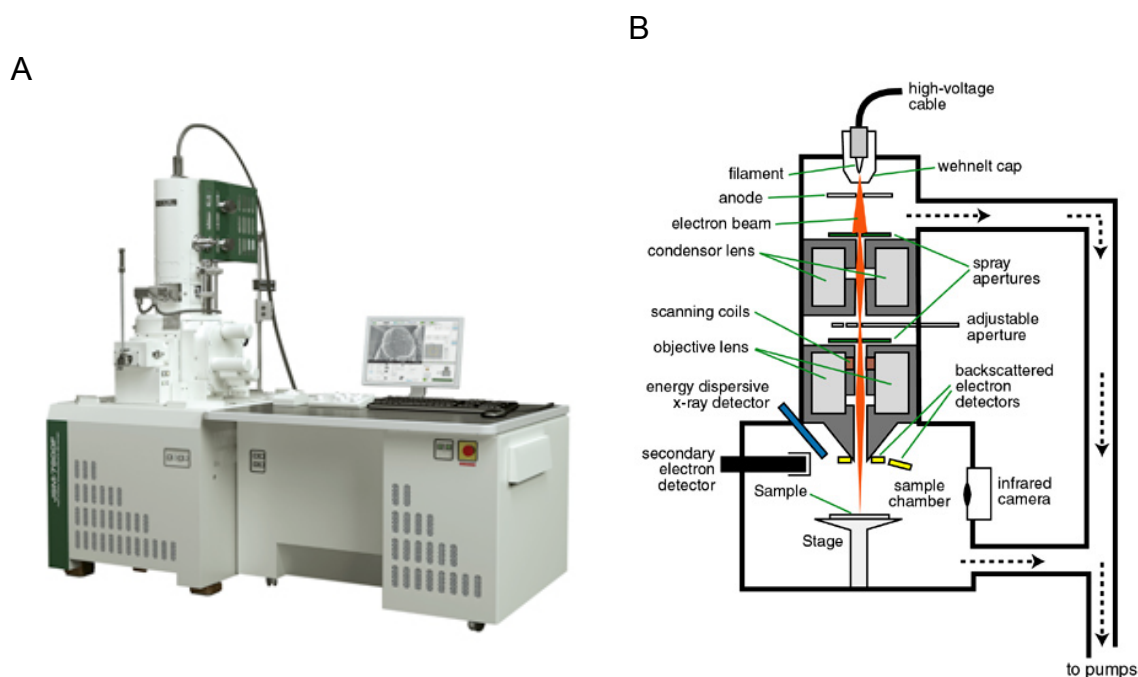 A
B
high-voltage
cable
filament
wehnelt cap
anode
electron beam
condensor lens
spray
apertures
scanning coils
adjustable
aperture
objective lens
backscattered
electron
detectors
energy dispersive
x-ray detector
secondary
electron
detector
Sample
sample
chamber
infrared
camera
Stage
to pumps